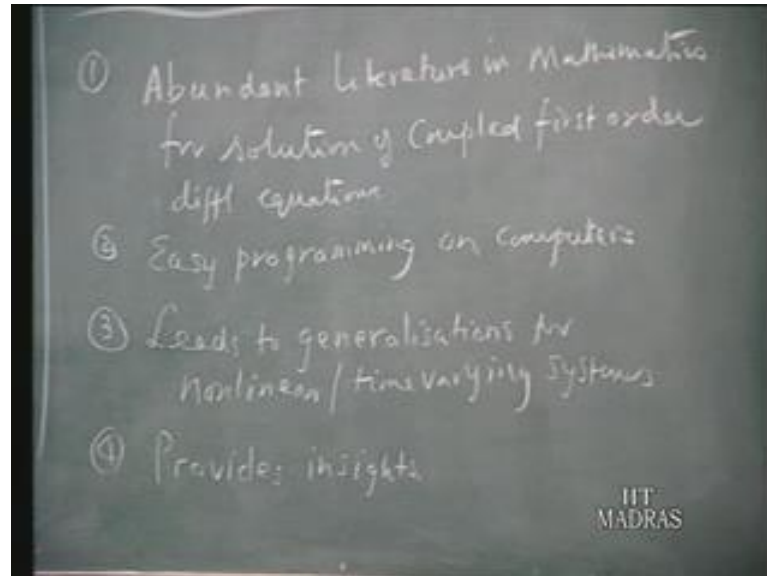 ① Abundant Literature in Mathematics
for solution of Coupled first order
diffl equations
② Easy programming on computers
③ Leads to generalisations for
nonlinear / time varying systems
④ Provides insights
IIT
MADRAS